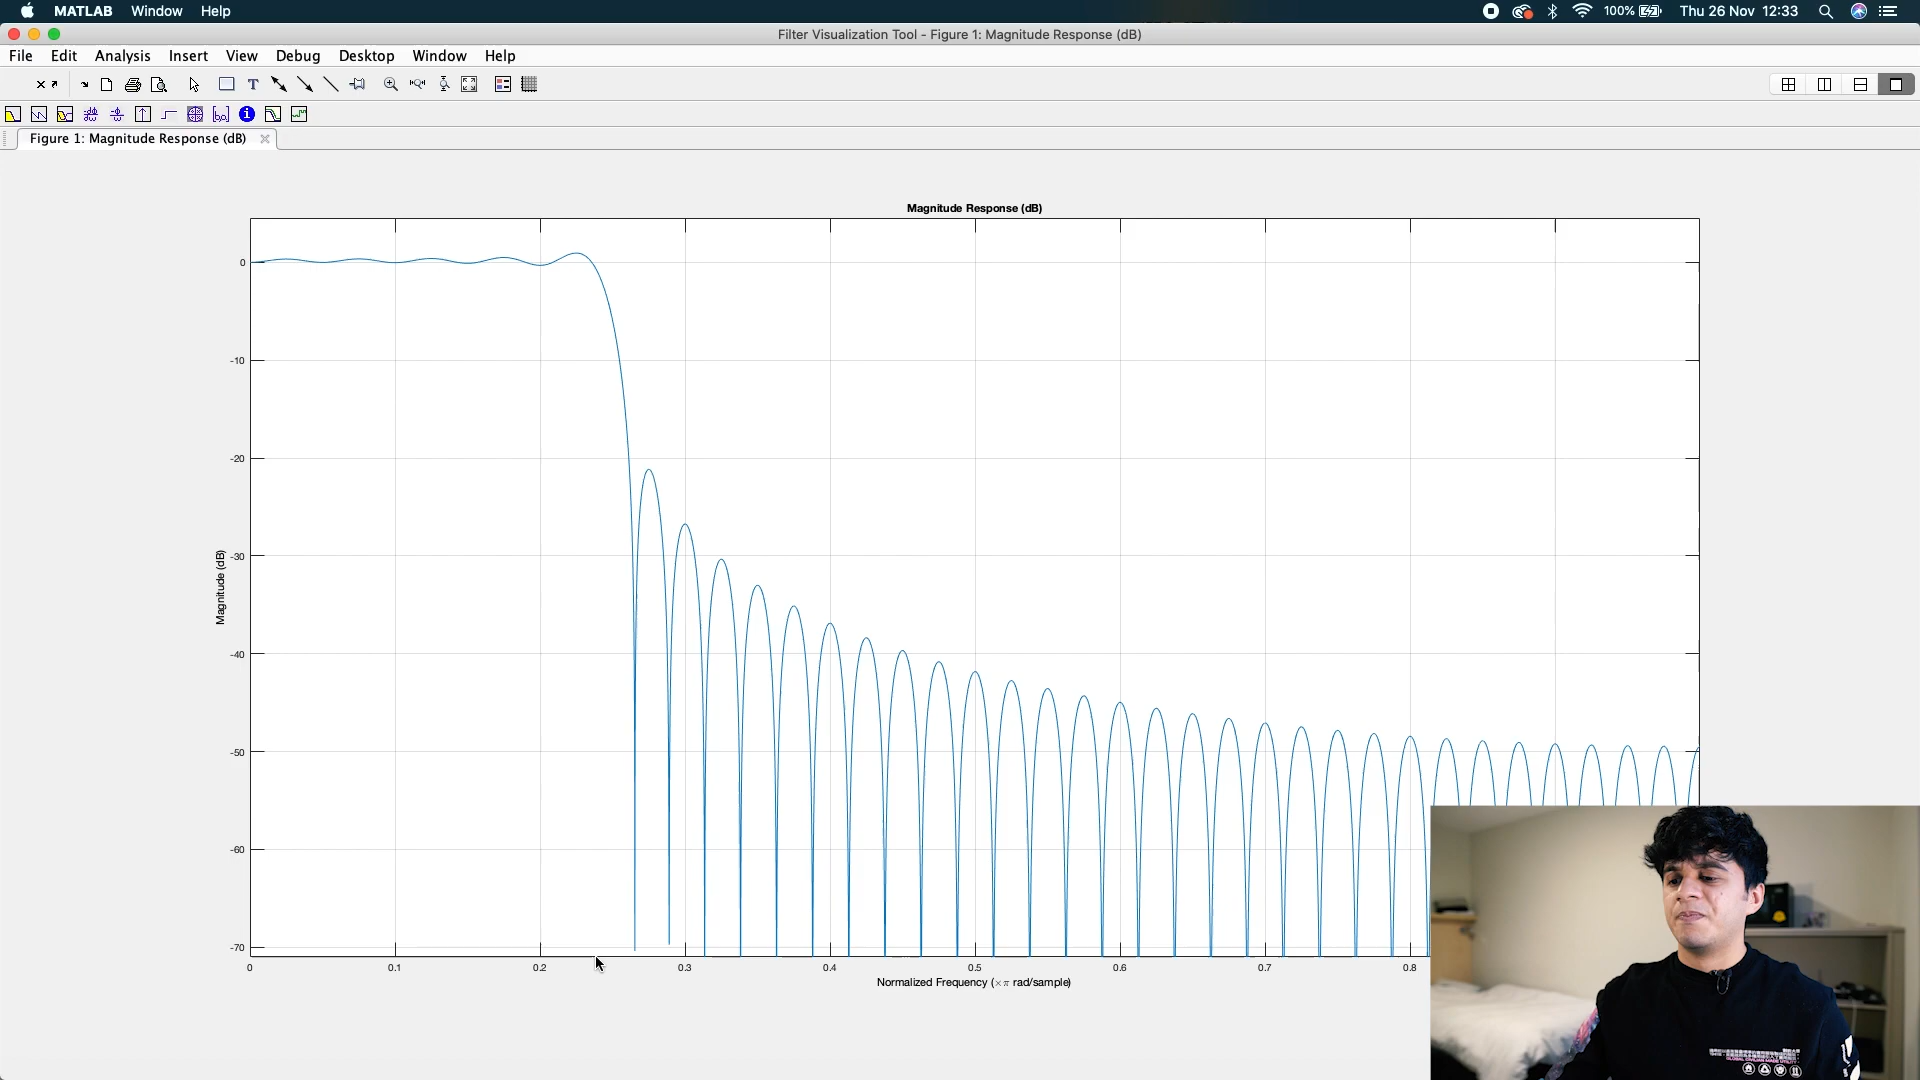 MATLAB Window Help
100% Thu 26 Nov 12:33
Filter Visualization Tool - Figure 1: Magnitude Response (dB)
File Edit Analysis Insert View Debug Desktop Window Help
Figure 1: Magnitude Response (dB)
Magnitude Response (dB)
0
-10
-20
-30
-40
-50
-60
-70
Magnitude (dB)
0 0.1 0.2 0.3 0.4 0.5 0.6 0.7 0.8
Normalized Frequency (×π rad/sample)